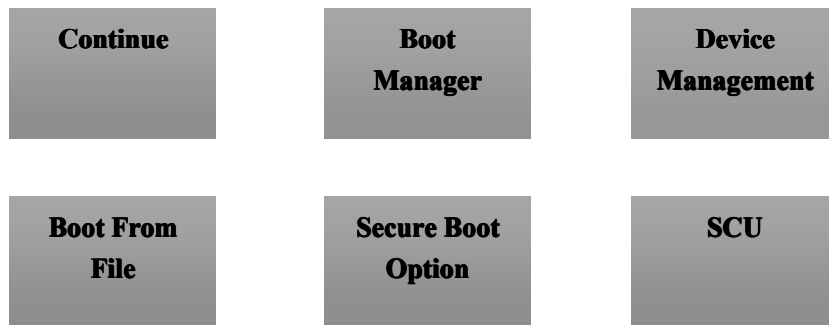 Continue
Boot
Manager
Device
Management
Boot From
File
Secure Boot
Option
SCU